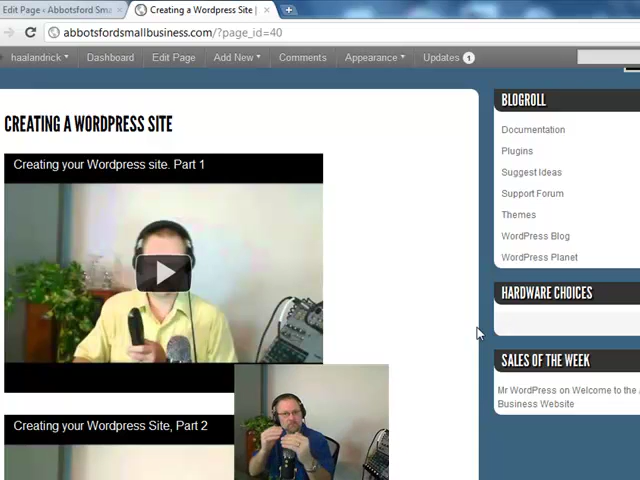 Edit Page ‹ Abbotsford Sma
Creating a Wordpress Site |
abbotsfordsmallbusiness.com/?page_id=40
haalandrick Dashboard Edit Page Add New Comments Appearance Updates 1
CREATING A WORDPRESS SITE
Creating your Wordpress site. Part 1
Creating your Wordpress Site, Part 2
BLOGROLL
Documentation
Plugins
Suggest Ideas
Support Forum
Themes
WordPress Blog
WordPress Planet
HARDWARE CHOICES
SALES OF THE WEEK
Mr WordPress on Welcome to the
Business Website